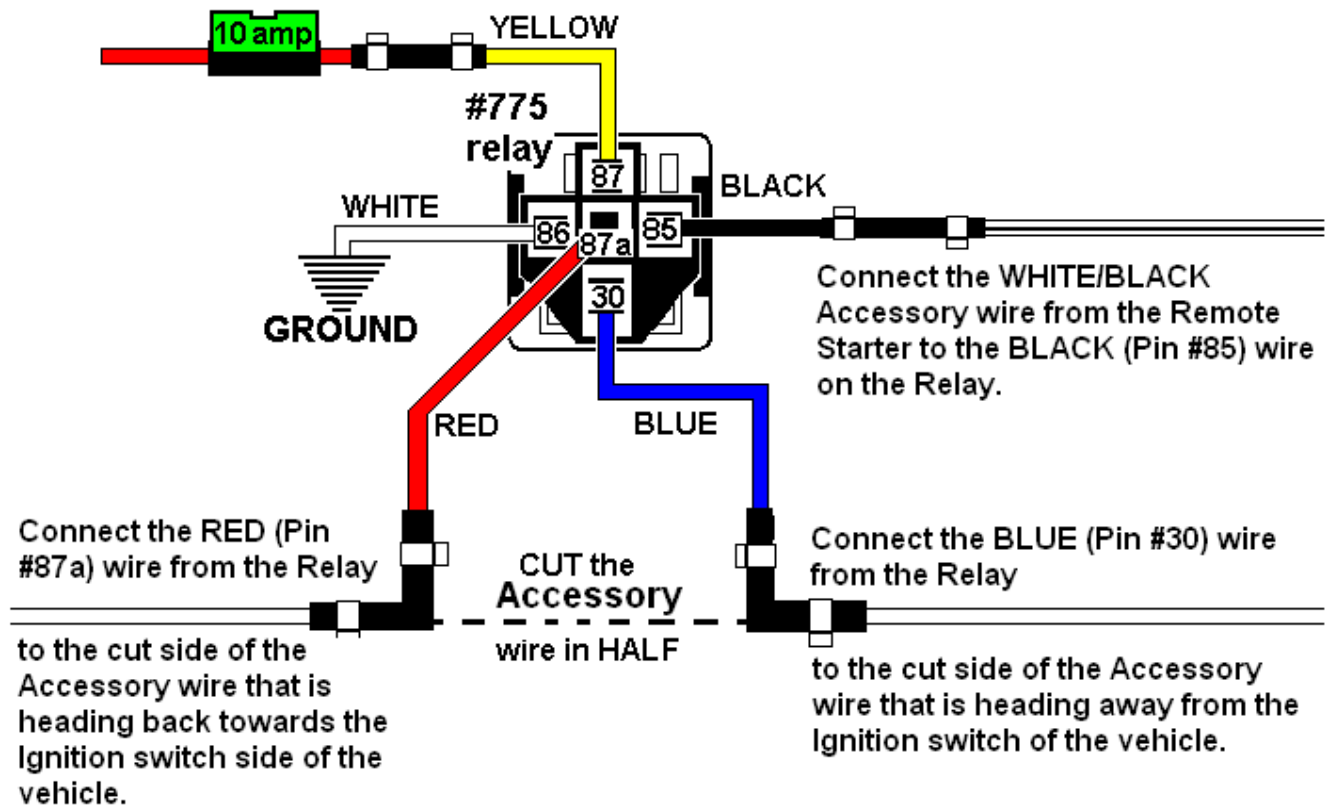 10 amp
YELLOW
#775
relay
87
BLACK
WHITE
86
85
87a
30
GROUND
Connect the WHITE/BLACK
Accessory wire from the Remote
Starter to the BLACK (Pin #85) wire
on the Relay.
RED
BLUE
Connect the RED (Pin
#87a) wire from the Relay
to the cut side of the
Accessory wire that is
heading back towards the
Ignition switch side of the
vehicle.
CUT the
Accessory
wire in HALF
Connect the BLUE (Pin #30) wire
from the Relay
to the cut side of the Accessory
wire that is heading away from the
Ignition switch of the vehicle.